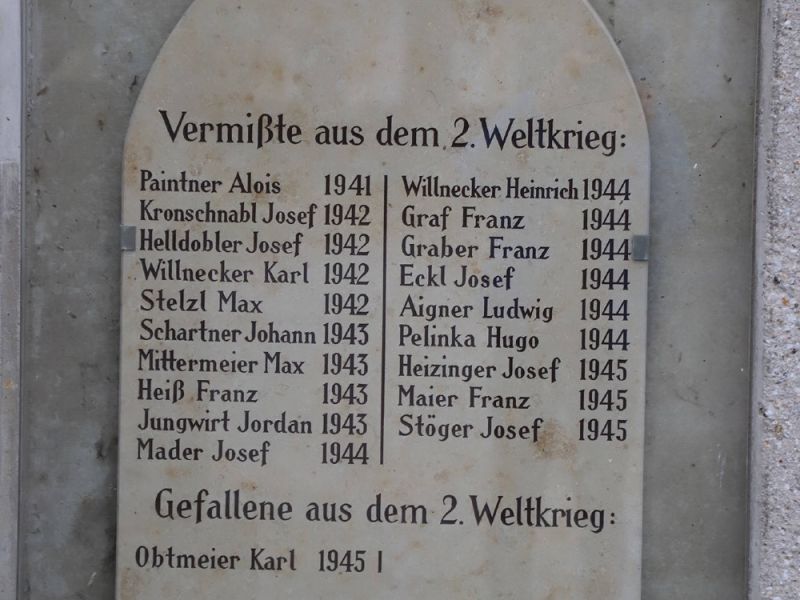 Vermißte aus dem 2. Weltkrieg:
Paintner Alois 1941
Kronschnabl Josef 1942
Helldobler Josef 1942
Willnecker Karl 1942
Stelzl Max 1942
Schartner Johann 1943
Mittermeier Max 1943
Heiß Franz 1943
Jungwirt Jordan 1943
Mader Josef 1944
Willnecker Heinrich 1944
Graf Franz 1944
Graber Franz 1944
Eckl Josef 1944
Aigner Ludwig 1944
Pelinka Hugo 1944
Heizinger Josef 1945
Maier Franz 1945
Stöger Josef 1945
Gefallene aus dem 2. Weltkrieg:
Obtmeier Karl 1945